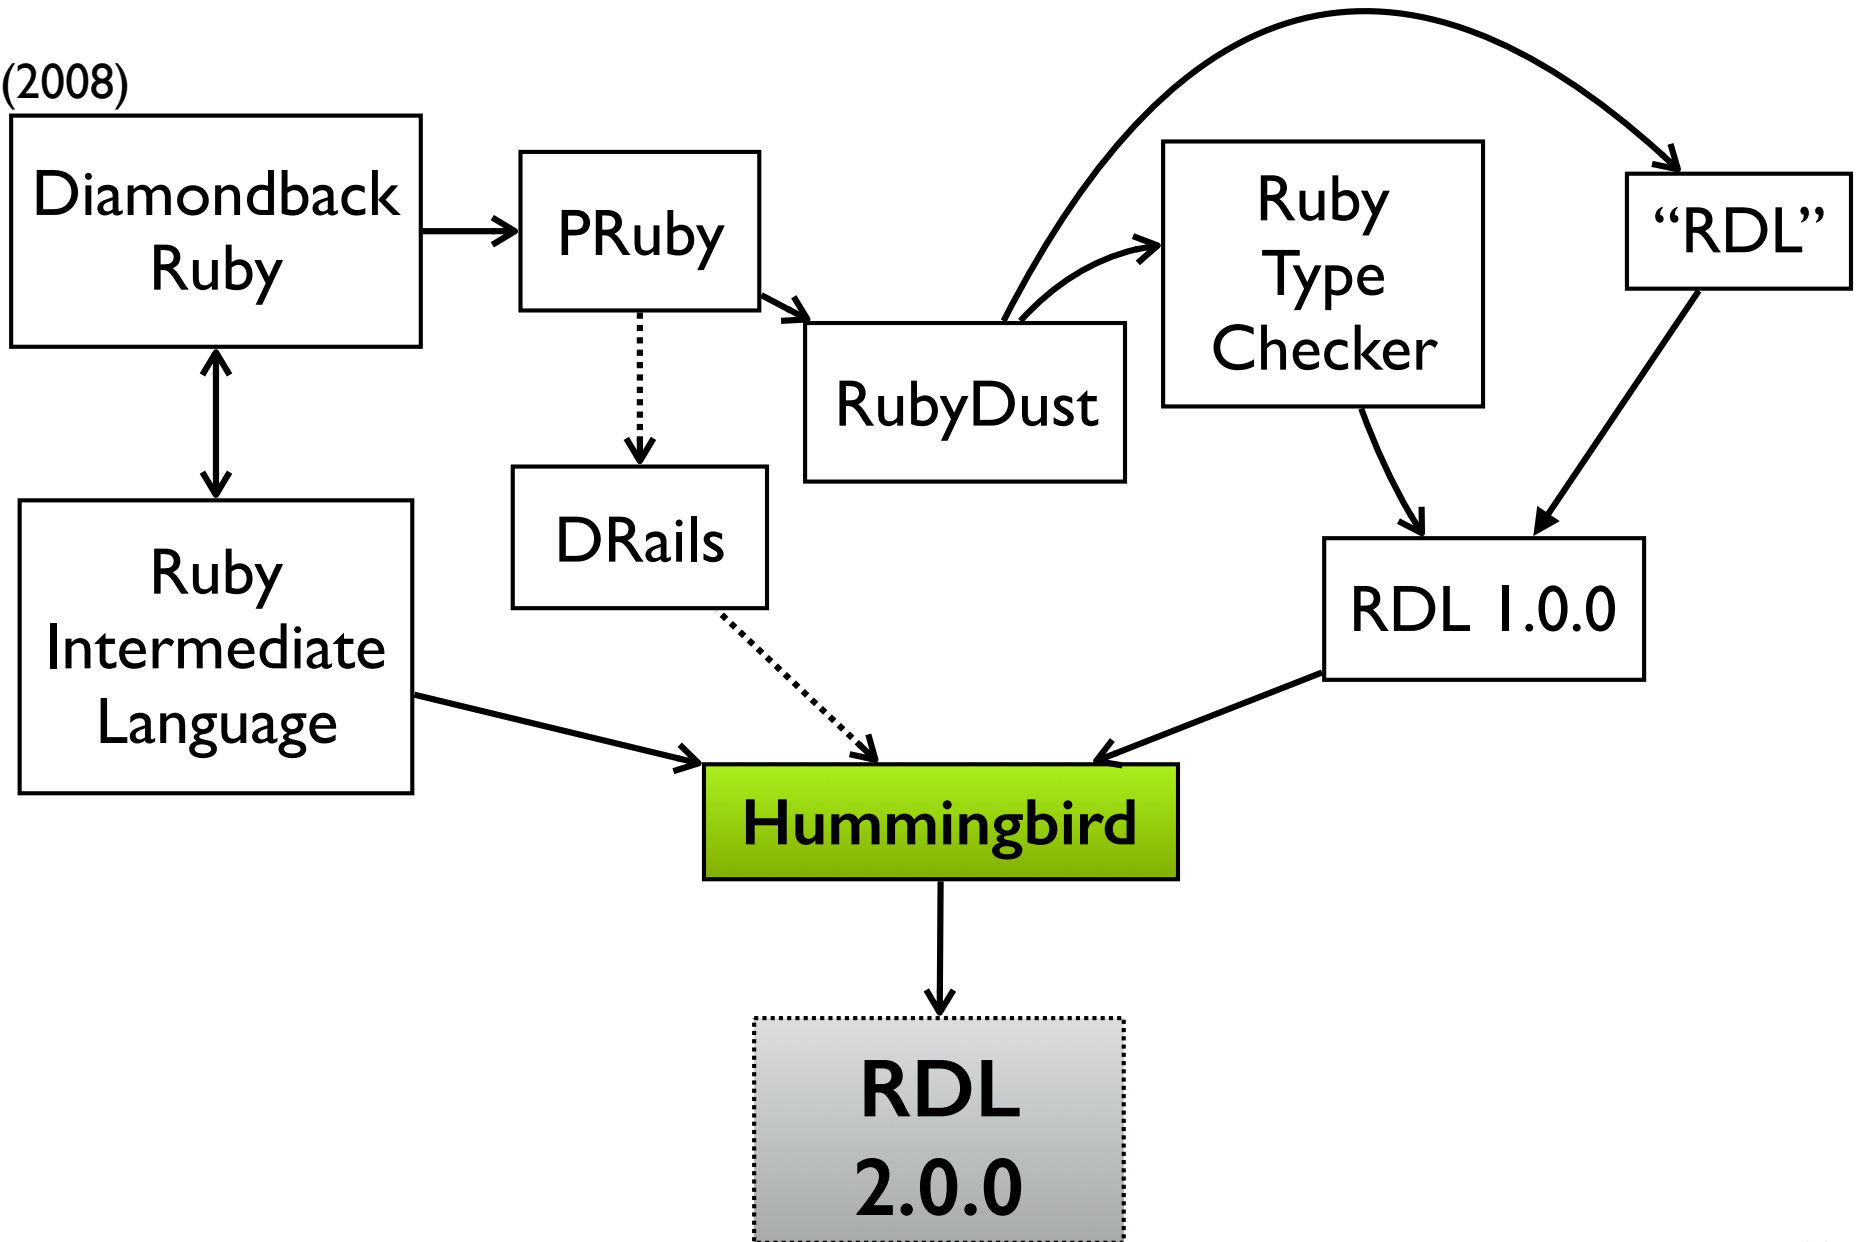 (2008)
Diamondback
Ruby
PRuby
RubyDust
Ruby
Type
Checker
“RDL”
Ruby
Intermediate
Language
DRails
RDL 1.0.0
Hummingbird
RDL
2.0.0